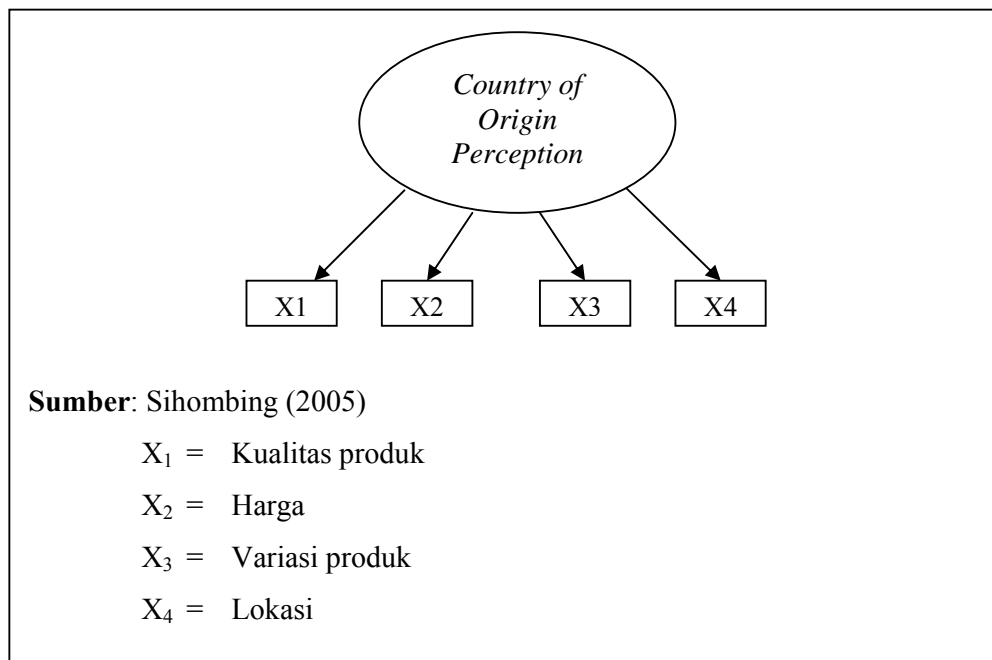 Country of
Origin
Perception
X1 X2 X3 X4
Sumber: Sihombing (2005)
X₁ = Kualitas produk
X₂ = Harga
X₃ = Variasi produk
X₄ = Lokasi